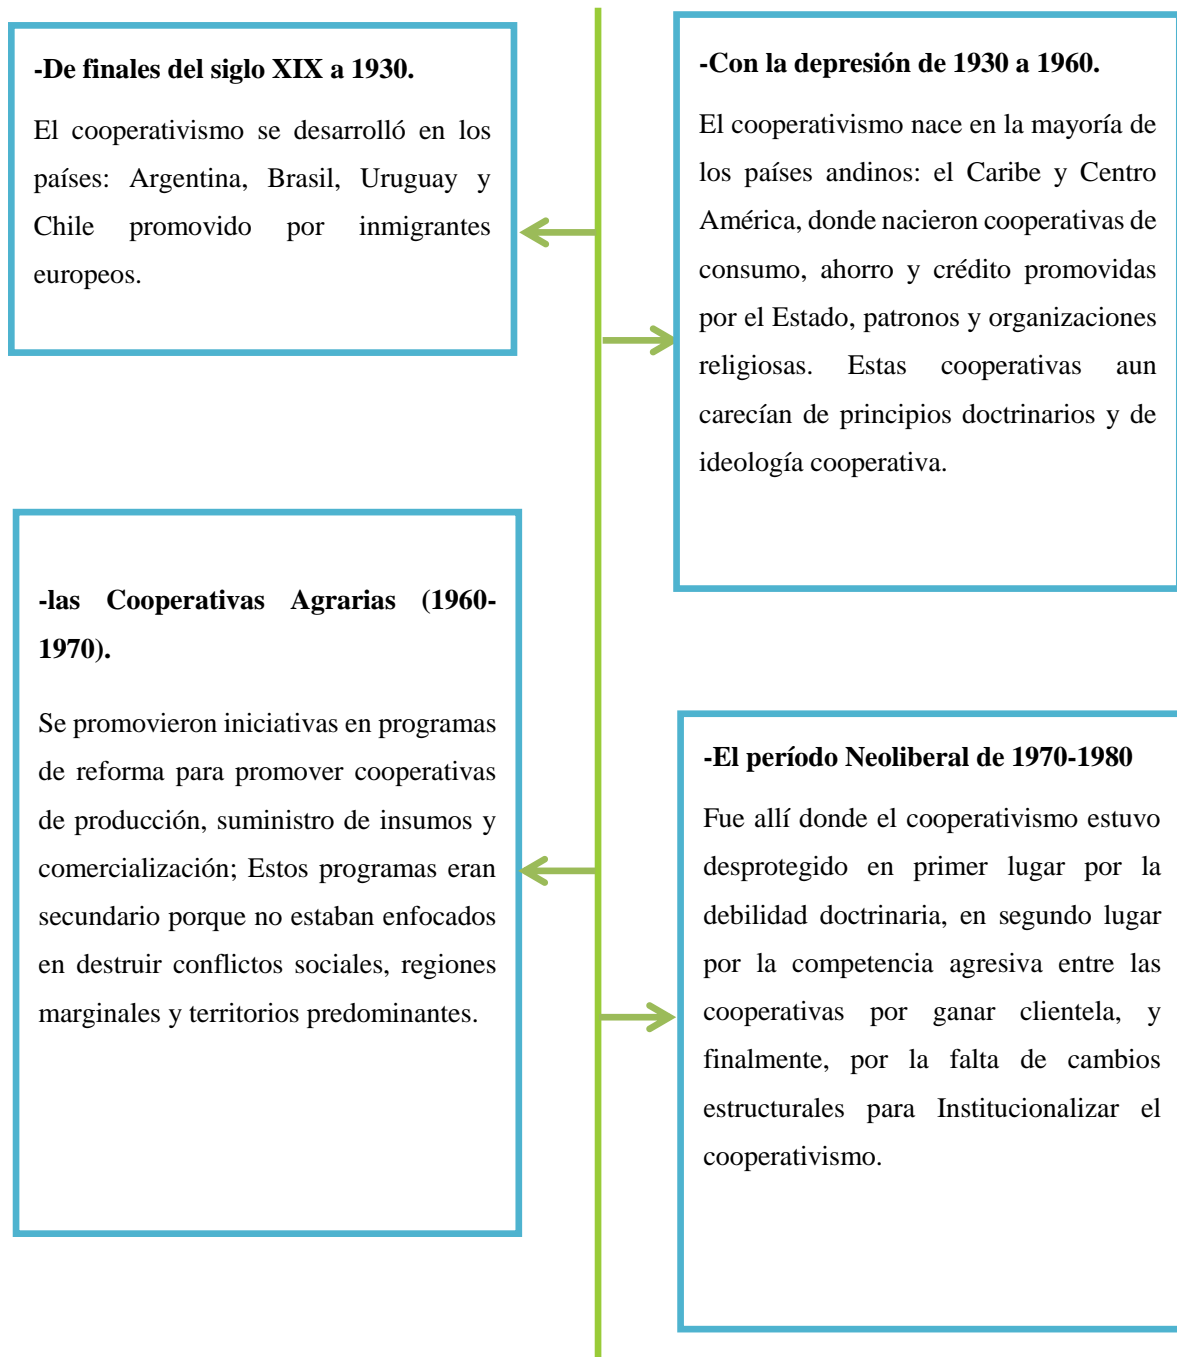 -De finales del siglo XIX a 1930.
El cooperativismo se desarrolló en los
países: Argentina, Brasil, Uruguay y
Chile promovido por inmigrantes
europeos.
-Con la depresión de 1930 a 1960.
El cooperativismo nace en la mayoría de
los países andinos: el Caribe y Centro
América, donde nacieron cooperativas de
consumo, ahorro y crédito promovidas
por el Estado, patronos y organizaciones
religiosas. Estas cooperativas aun
carecían de principios doctrinarios y de
ideología cooperativa.
-las Cooperativas Agrarias (1960-
1970).
Se promovieron iniciativas en programas
de reforma para promover cooperativas
de producción, suministro de insumos y
comercialización; Estos programas eran
secundario porque no estaban enfocados
en destruir conflictos sociales, regiones
marginales y territorios predominantes.
-El período Neoliberal de 1970-1980
Fue allí donde el cooperativismo estuvo
desprotegido en primer lugar por la
debilidad doctrinaria, en segundo lugar
por la competencia agresiva entre las
cooperativas por ganar clientela, y
finalmente, por la falta de cambios
estructurales para Institucionalizar el
cooperativismo.